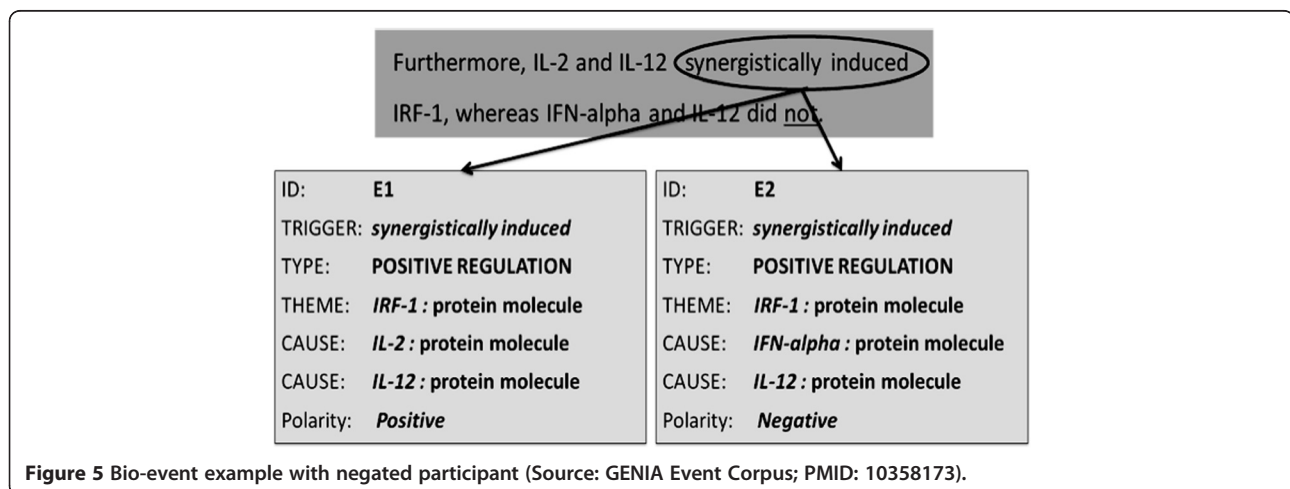 Furthermore, IL-2 and IL-12 synergistically induced
IRF-1, whereas IFN-alpha and IL-12 did not.
ID: E1
TRIGGER: synergistically induced
TYPE: POSITIVE REGULATION
THEME: IRF-1 : protein molecule
CAUSE: IL-2 : protein molecule
CAUSE: IL-12 : protein molecule
Polarity: Positive
ID: E2
TRIGGER: synergistically induced
TYPE: POSITIVE REGULATION
THEME: IRF-1 : protein molecule
CAUSE: IFN-alpha : protein molecule
CAUSE: IL-12 : protein molecule
Polarity: Negative
Figure 5 Bio-event example with negated participant (Source: GENIA Event Corpus; PMID: 10358173).